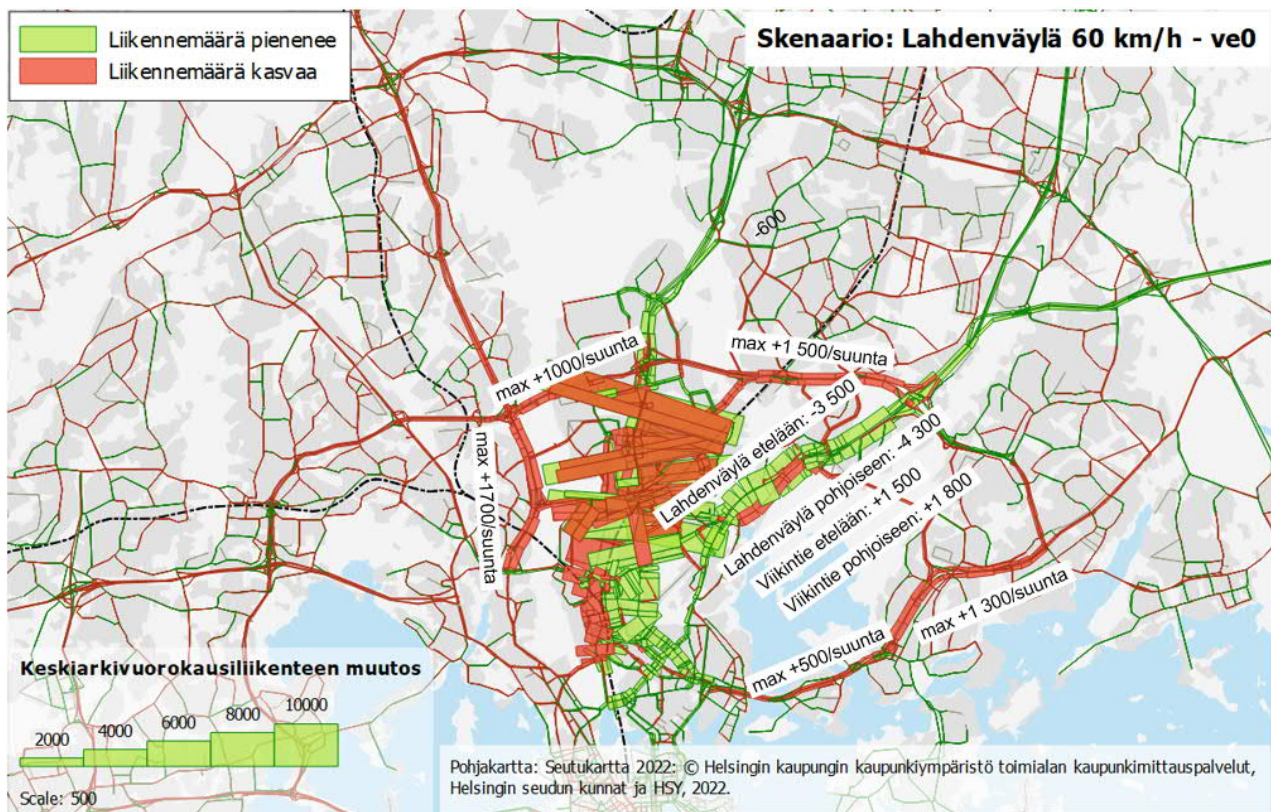 Liikennemäärä pienenee
Liikennemäärä kasvaa
Skenaario: Lahdenväylä 60 km/h - ve0
-600
max +1000/suunta
max +1 500/suunta
max +1700/suunta
Lahdenväylä etelään: -3 500
Lahdenväylä pohjoiseen: -4 300
Viikintie etelään: +1 500
Viikintie pohjoiseen: +1 800
max +500/suunta
max +1 300/suunta
Keskiarkivuorokausiliikenteen muutos
2000 4000 6000 8000 10000
Scale: 500
Pohjakartta: Seutukartta 2022: © Helsingin kaupungin kaupunkiympäristö toimialan kaupunkimittauspalvelut,
Helsingin seudun kunnat ja HSY, 2022.